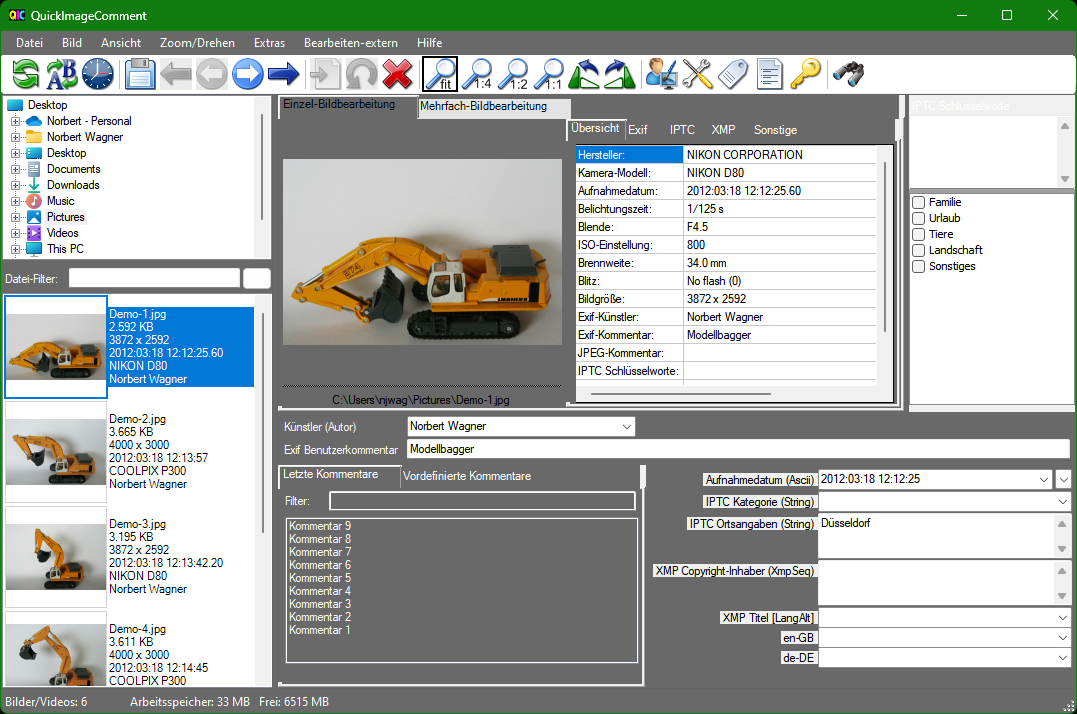 QIC QuickImageComment
Datei Bild Ansicht Zoom/Drehen Extras Bearbeiten-extern Hilfe
A B fit 1:4 1:2 1:1
Desktop
Norbert - Personal
Norbert Wagner
Desktop
Documents
Downloads
Music
Pictures
Videos
This PC
Datei-Filter:
Demo-1.jpg
2.592 KB
3872 x 2592
2012:03:18 12:12:25.60
NIKON D80
Norbert Wagner
Demo-2.jpg
3.665 KB
4000 x 3000
2012:03:18 12:13:57
COOLPIX P300
Norbert Wagner
Demo-3.jpg
3.195 KB
3872 x 2592
2012:03:18 12:13:42.20
NIKON D80
Norbert Wagner
Demo-4.jpg
3.611 KB
4000 x 3000
2012:03:18 12:14:45
COOLPIX P300
Einzel-Bildbearbeitung Mehrfach-Bildbearbeitung
974
LIEBHERR
C:\Users\njwag\Pictures\Demo-1.jpg
Übersicht Exif IPTC XMP Sonstige
Hersteller: NIKON CORPORATION
Kamera-Modell: NIKON D80
Aufnahmedatum: 2012:03:18 12:12:25.60
Belichtungszeit: 1/125 s
Blende: F4.5
ISO-Einstellung: 800
Brennweite: 34.0 mm
Blitz: No flash (0)
Bildgröße: 3872 x 2592
Exif-Künstler: Norbert Wagner
Exif-Kommentar: Modellbagger
JPEG-Kommentar:
IPTC Schlüsselworte:
IPTC Schlüsselworte
Familie
Urlaub
Tiere
Landschaft
Sonstiges
Künstler (Autor) Norbert Wagner
Exif Benutzerkommentar Modellbagger
Letzte Kommentare Vordefinierte Kommentare
Filter:
Kommentar 9
Kommentar 8
Kommentar 7
Kommentar 6
Kommentar 5
Kommentar 4
Kommentar 3
Kommentar 2
Kommentar 1
Aufnahmedatum (Ascii) 2012:03:18 12:12:25
IPTC Kategorie (String)
IPTC Ortsangaben (String) Düsseldorf
XMP Copyright-Inhaber (XmpSeq)
XMP Titel [LangAlt]
en-GB
de-DE
Bilder/Videos: 6 Arbeitsspeicher: 33 MB Frei: 6515 MB